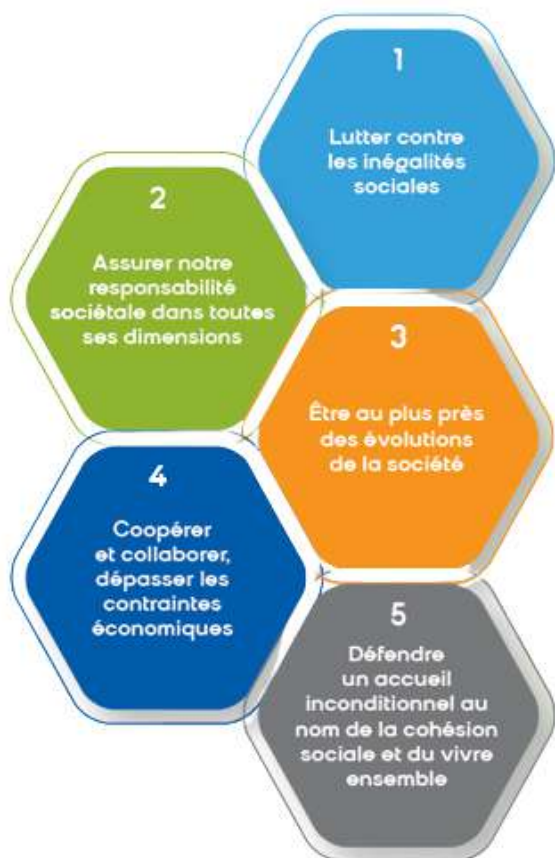 1
Lutter contre
les inégalités
sociales
2
Assurer notre
responsabilité
sociétale dans toutes
ses dimensions
3
Être au plus près
des évolutions
de la société
4
Coopérer
et collaborer,
dépasser les
contraintes
économiques
5
Défendre
un accueil
inconditionnel au
nom de la cohésion
sociale et du vivre
ensemble